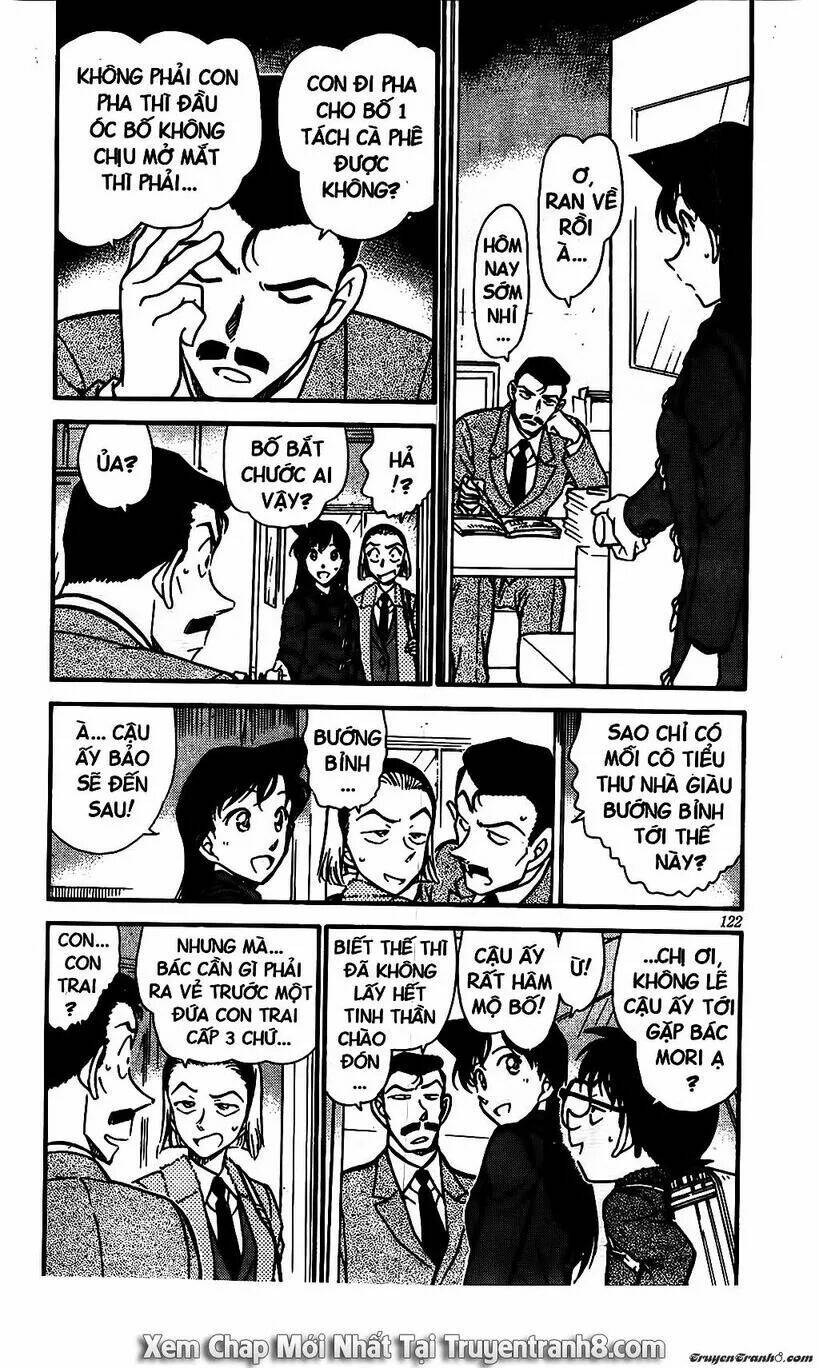 Ơ,
RAN VỀ
RỒI
À...
HÔM
NAY
SỚM
NHỈ
...
CON ĐI PHA
CHO BỐ 1
TÁCH CÀ PHÊ
ĐƯỢC
KHÔNG?
KHÔNG PHẢI CON
PHA THÌ ĐẦU
ÓC BỐ KHÔNG
CHỊU MỞ MẮT
THÌ PHẢI...
HẢ
!?
BỐ BẮT
CHƯỚC AI
VẬY?
ỦA?
SAO CHỈ CÓ
MỐI CÔ TIỂU
THƯ NHÀ GIÀU
BƯỚNG BỈNH
TỚI THẾ
NÀY?
BƯỚNG
BỈNH
...
À... CẬU
ẤY BẢO
SẼ ĐẾN
SAU!
122
...CHỊ ƠI,
KHÔNG LẼ
CẬU ẤY TỚI
GẶP BÁC
MORI Ạ
?
Ừ!
CẬU ẤY
RẤT HÂM
MỘ BỐ!
BIẾT THẾ THÌ
ĐÃ KHÔNG
LẤY HẾT
TINH THẦN
CHÀO
ĐÓN
...
NHƯNG MÀ...
BÁC CẦN GÌ PHẢI
RA VẺ TRƯỚC MỘT
ĐỨA CON TRAI
CẤP 3 CHỨ...
CON...
CON
TRAI
?
Xem Chap Mới Nhất Tại Truyentranh8.com
TruyenTranh8.com